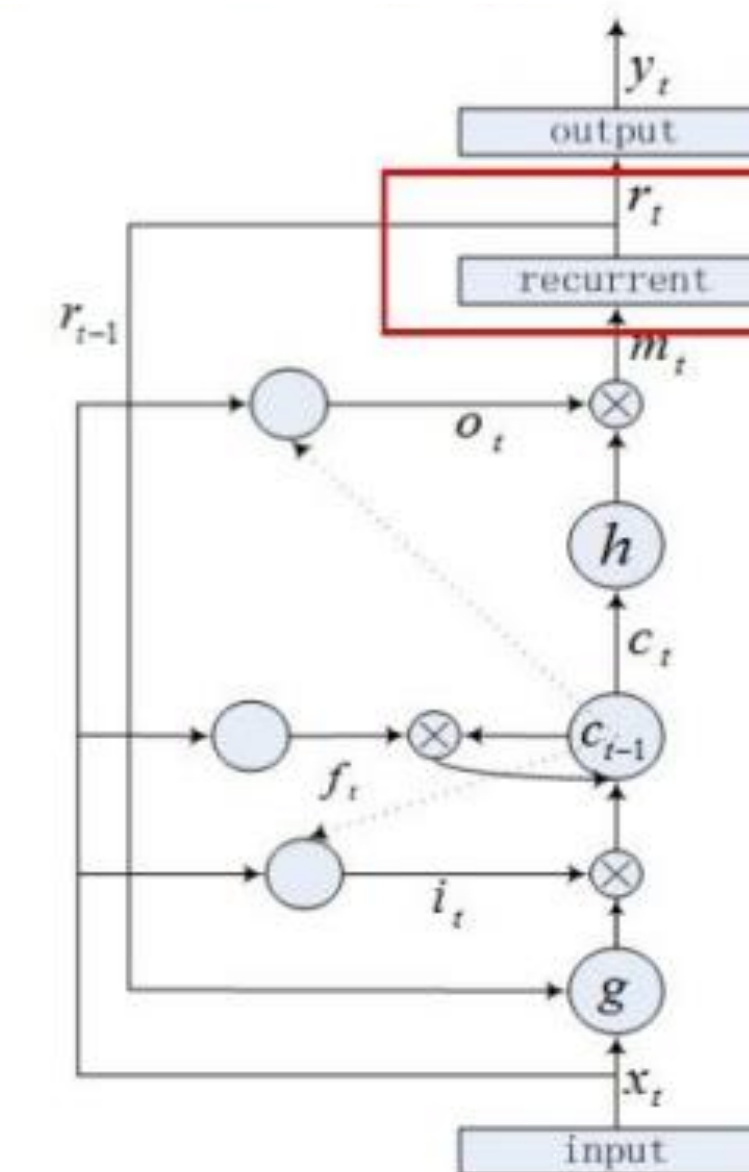 y_t
output
r_t
recurrent
r_{t-1}
m_t
o_t
h
c_t
c_{t-1}
f_t
i_t
g
x_t
input